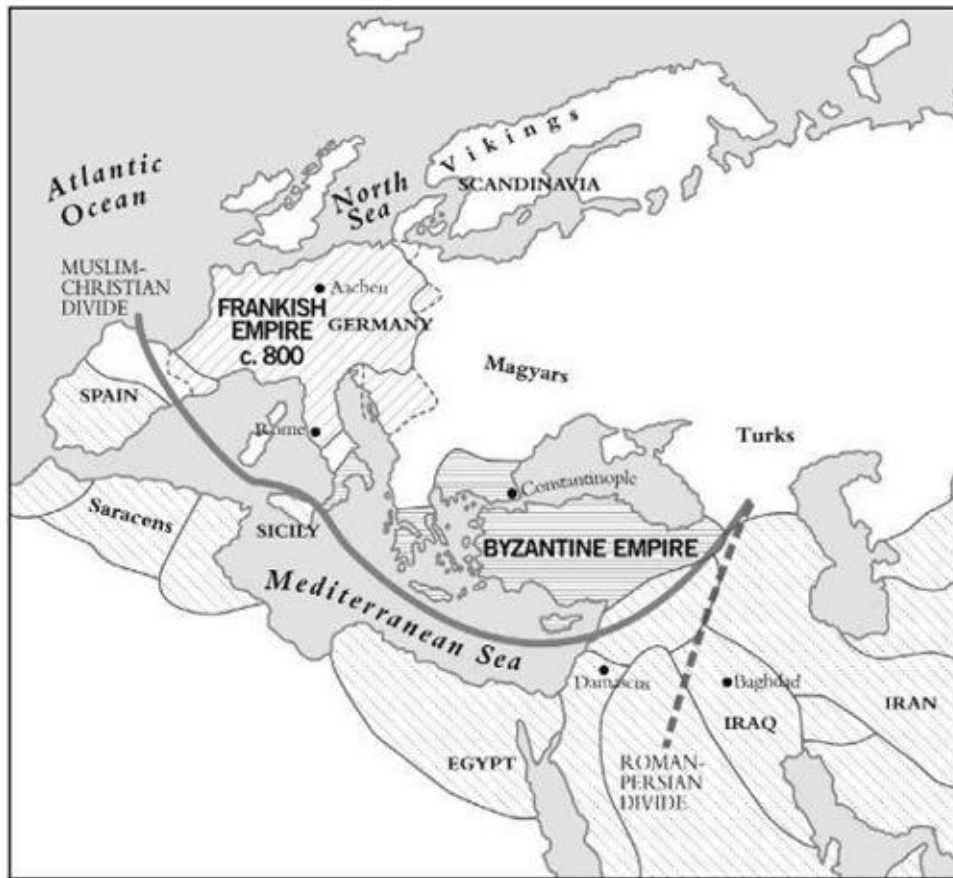 Vikings
SCANDINAVIA
Atlantic
Ocean
North
Sea
MUSLIM-
CHRISTIAN
DIVIDE
Aachen
FRANKISH
EMPIRE
c. 800
GERMANY
Magyars
SPAIN
Rome
Turks
Constantinople
Saracens
SICILY
BYZANTINE EMPIRE
Mediterranean Sea
Damascus
Baghdad
IRAN
IRAQ
EGYPT
ROMAN-
PERSIAN
DIVIDE